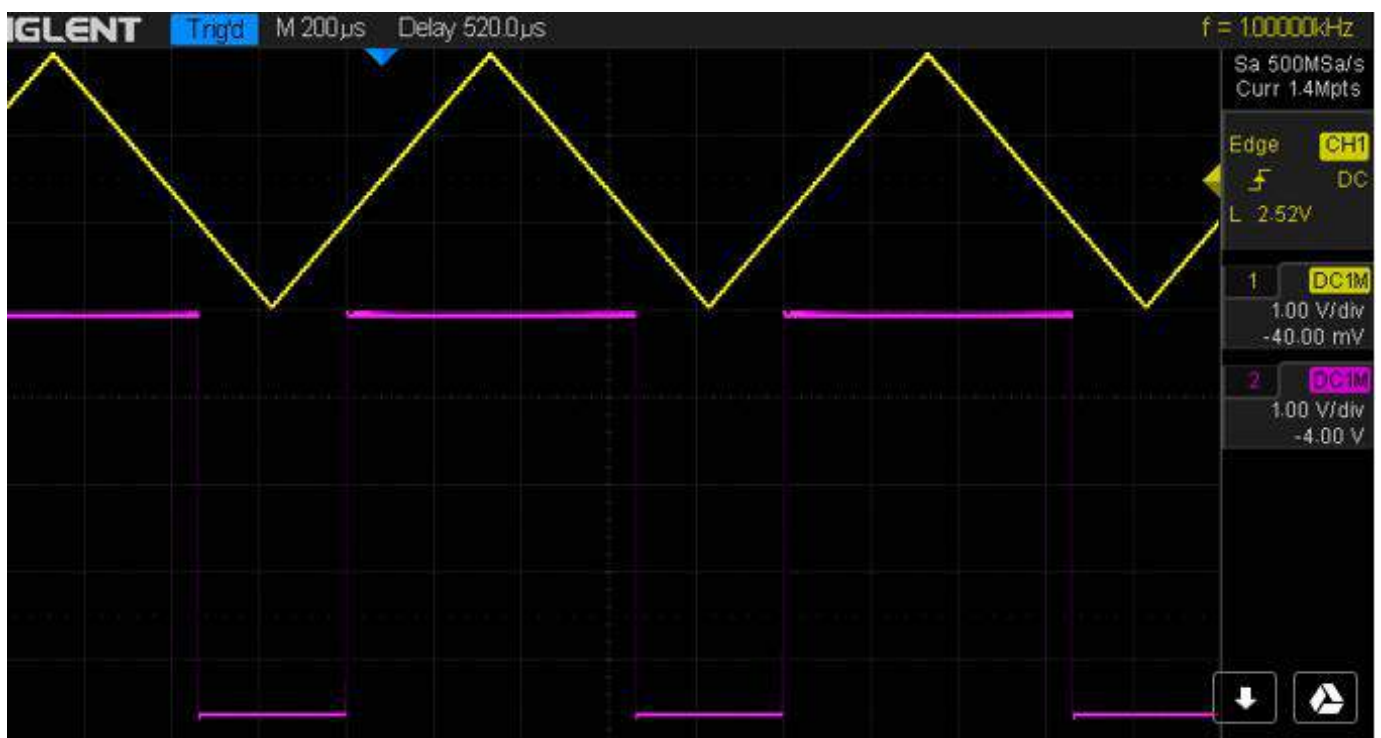 IGLENT Trig'd M 200µs Delay 520.0µs f = 1.00000kHz
Sa 500MSa/s
Curr 1.4Mpts
Edge CH1
DC
L 2.52V
1 DC1M
1.00 V/div
-40.00 mV
2 DC1M
1.00 V/div
-4.00 V